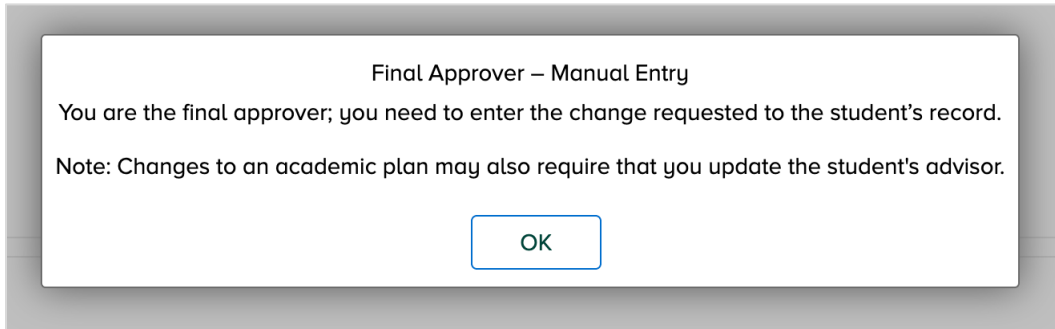 Final Approver – Manual Entry
You are the final approver; you need to enter the change requested to the student’s record.
Note: Changes to an academic plan may also require that you update the student's advisor.
OK